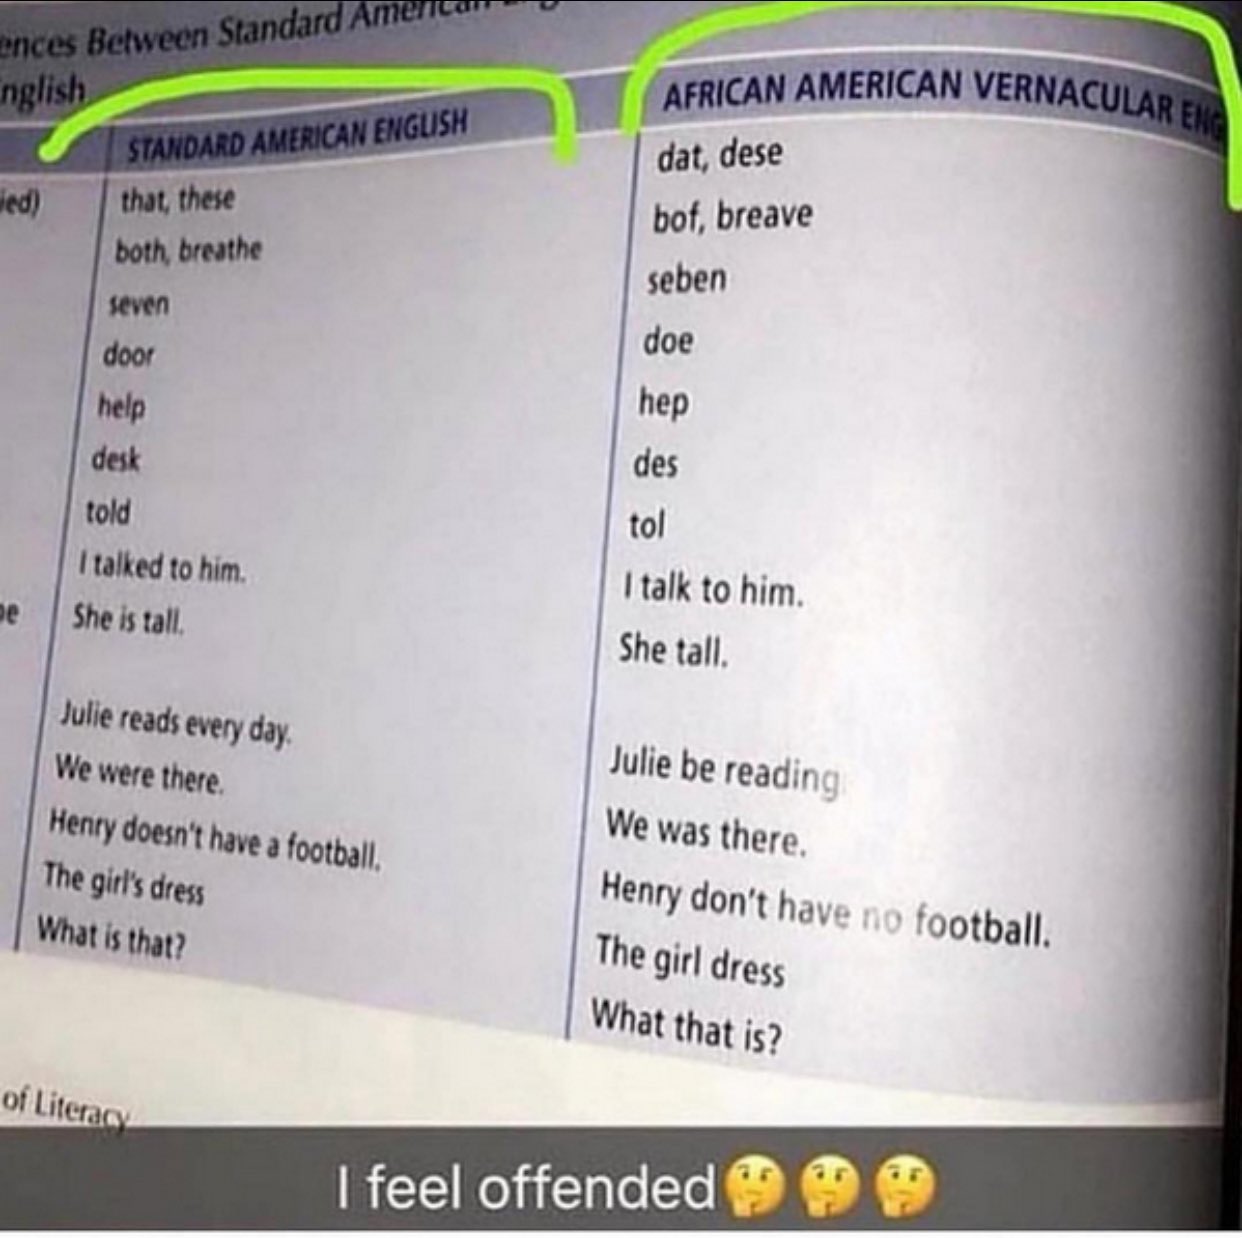 ences Between Standard American
nglish
STANDARD AMERICAN ENGLISH AFRICAN AMERICAN VERNACULAR ENG
ied) that, these dat, dese
both, breathe bof, breave
seven seben
door doe
help hep
desk des
told tol
I talked to him. I talk to him.
be She is tall. She tall.
Julie reads every day. Julie be reading
We were there. We was there.
Henry doesn't have a football. Henry don't have no football.
The girl's dress The girl dress
What is that? What that is?
of Literacy
I feel offended🤔🤔🤔